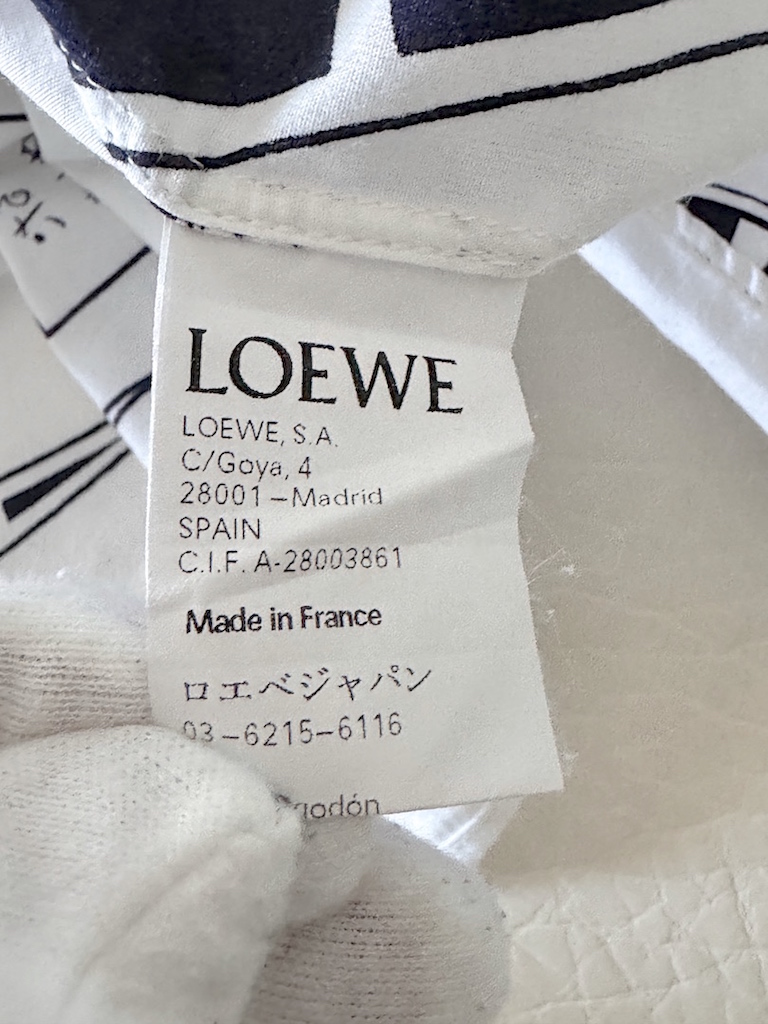 LOEWE
LOEWE, S.A.
C/Goya, 4
28001 – Madrid
SPAIN
C.I.F. A-28003861
Made in France
ロエベジャパン
03–6215–6116